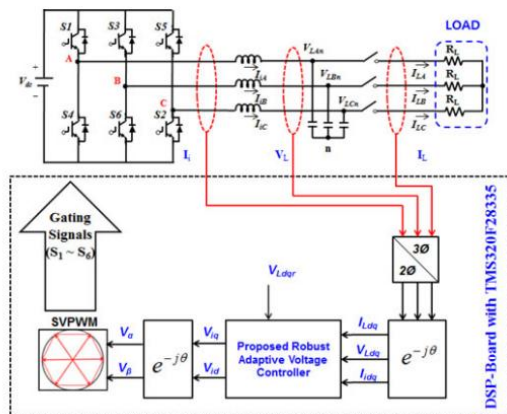 S1
S3
S5
LOAD
V_dc
A
B
C
S4
S6
S2
I_iA
I_iB
I_iC
V_LAn
V_LBn
V_LCn
n
I_LA
I_LB
I_LC
R_L
R_L
R_L
I_i
V_L
I_L
Gating
Signals
(S₁ ~ S₆)
SVPWM
V_α
V_β
e^{-jθ}
V_iq
V_id
V_Ldqr
Proposed Robust
Adaptive Voltage
Controller
I_Ldq
V_Ldq
I_idq
e^{-jθ}
3Ø
2Ø
DSP-Board with TMS320F28335